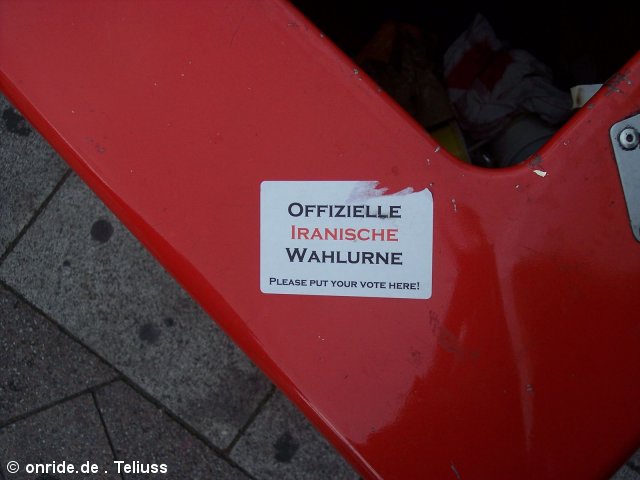 OFFIZIELLE
IRANISCHE
WAHLURNE
PLEASE PUT YOUR VOTE HERE!
© onride.de . Teliuss